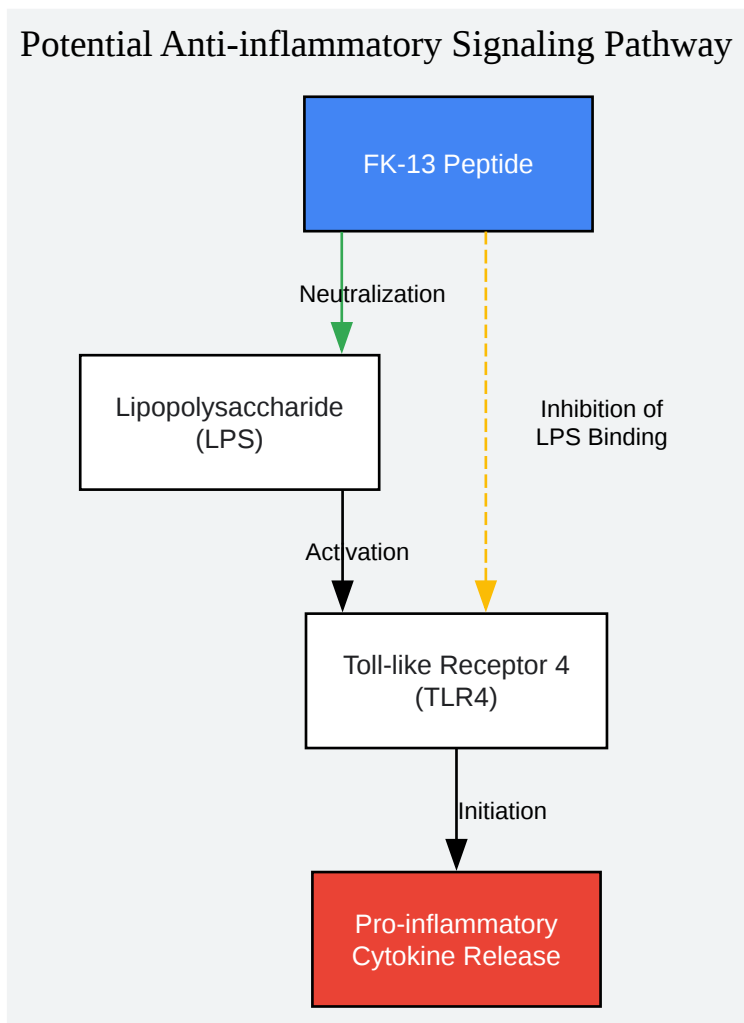 Potential Anti-inflammatory Signaling Pathway
FK-13 Peptide
Neutralization
Lipopolysaccharide
(LPS)
Inhibition of
LPS Binding
Activation
Toll-like Receptor 4
(TLR4)
Initiation
Pro-inflammatory
Cytokine Release